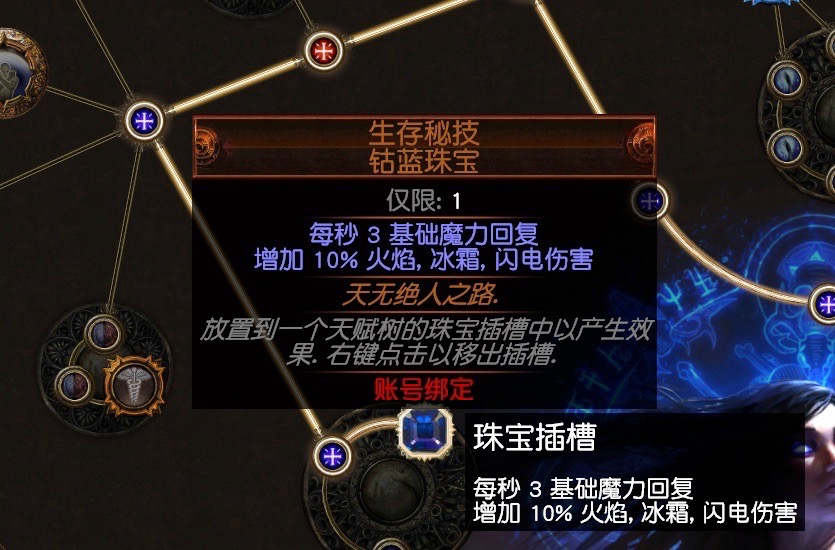 生存秘技
钴蓝珠宝
仅限: 1
每秒 3 基础魔力回复
增加 10% 火焰, 冰霜, 闪电伤害
天无绝人之路.
放置到一个天赋树的珠宝插槽中以产生效
果. 右键点击以移出插槽.
账号绑定
珠宝插槽
每秒 3 基础魔力回复
增加 10% 火焰, 冰霜, 闪电伤害